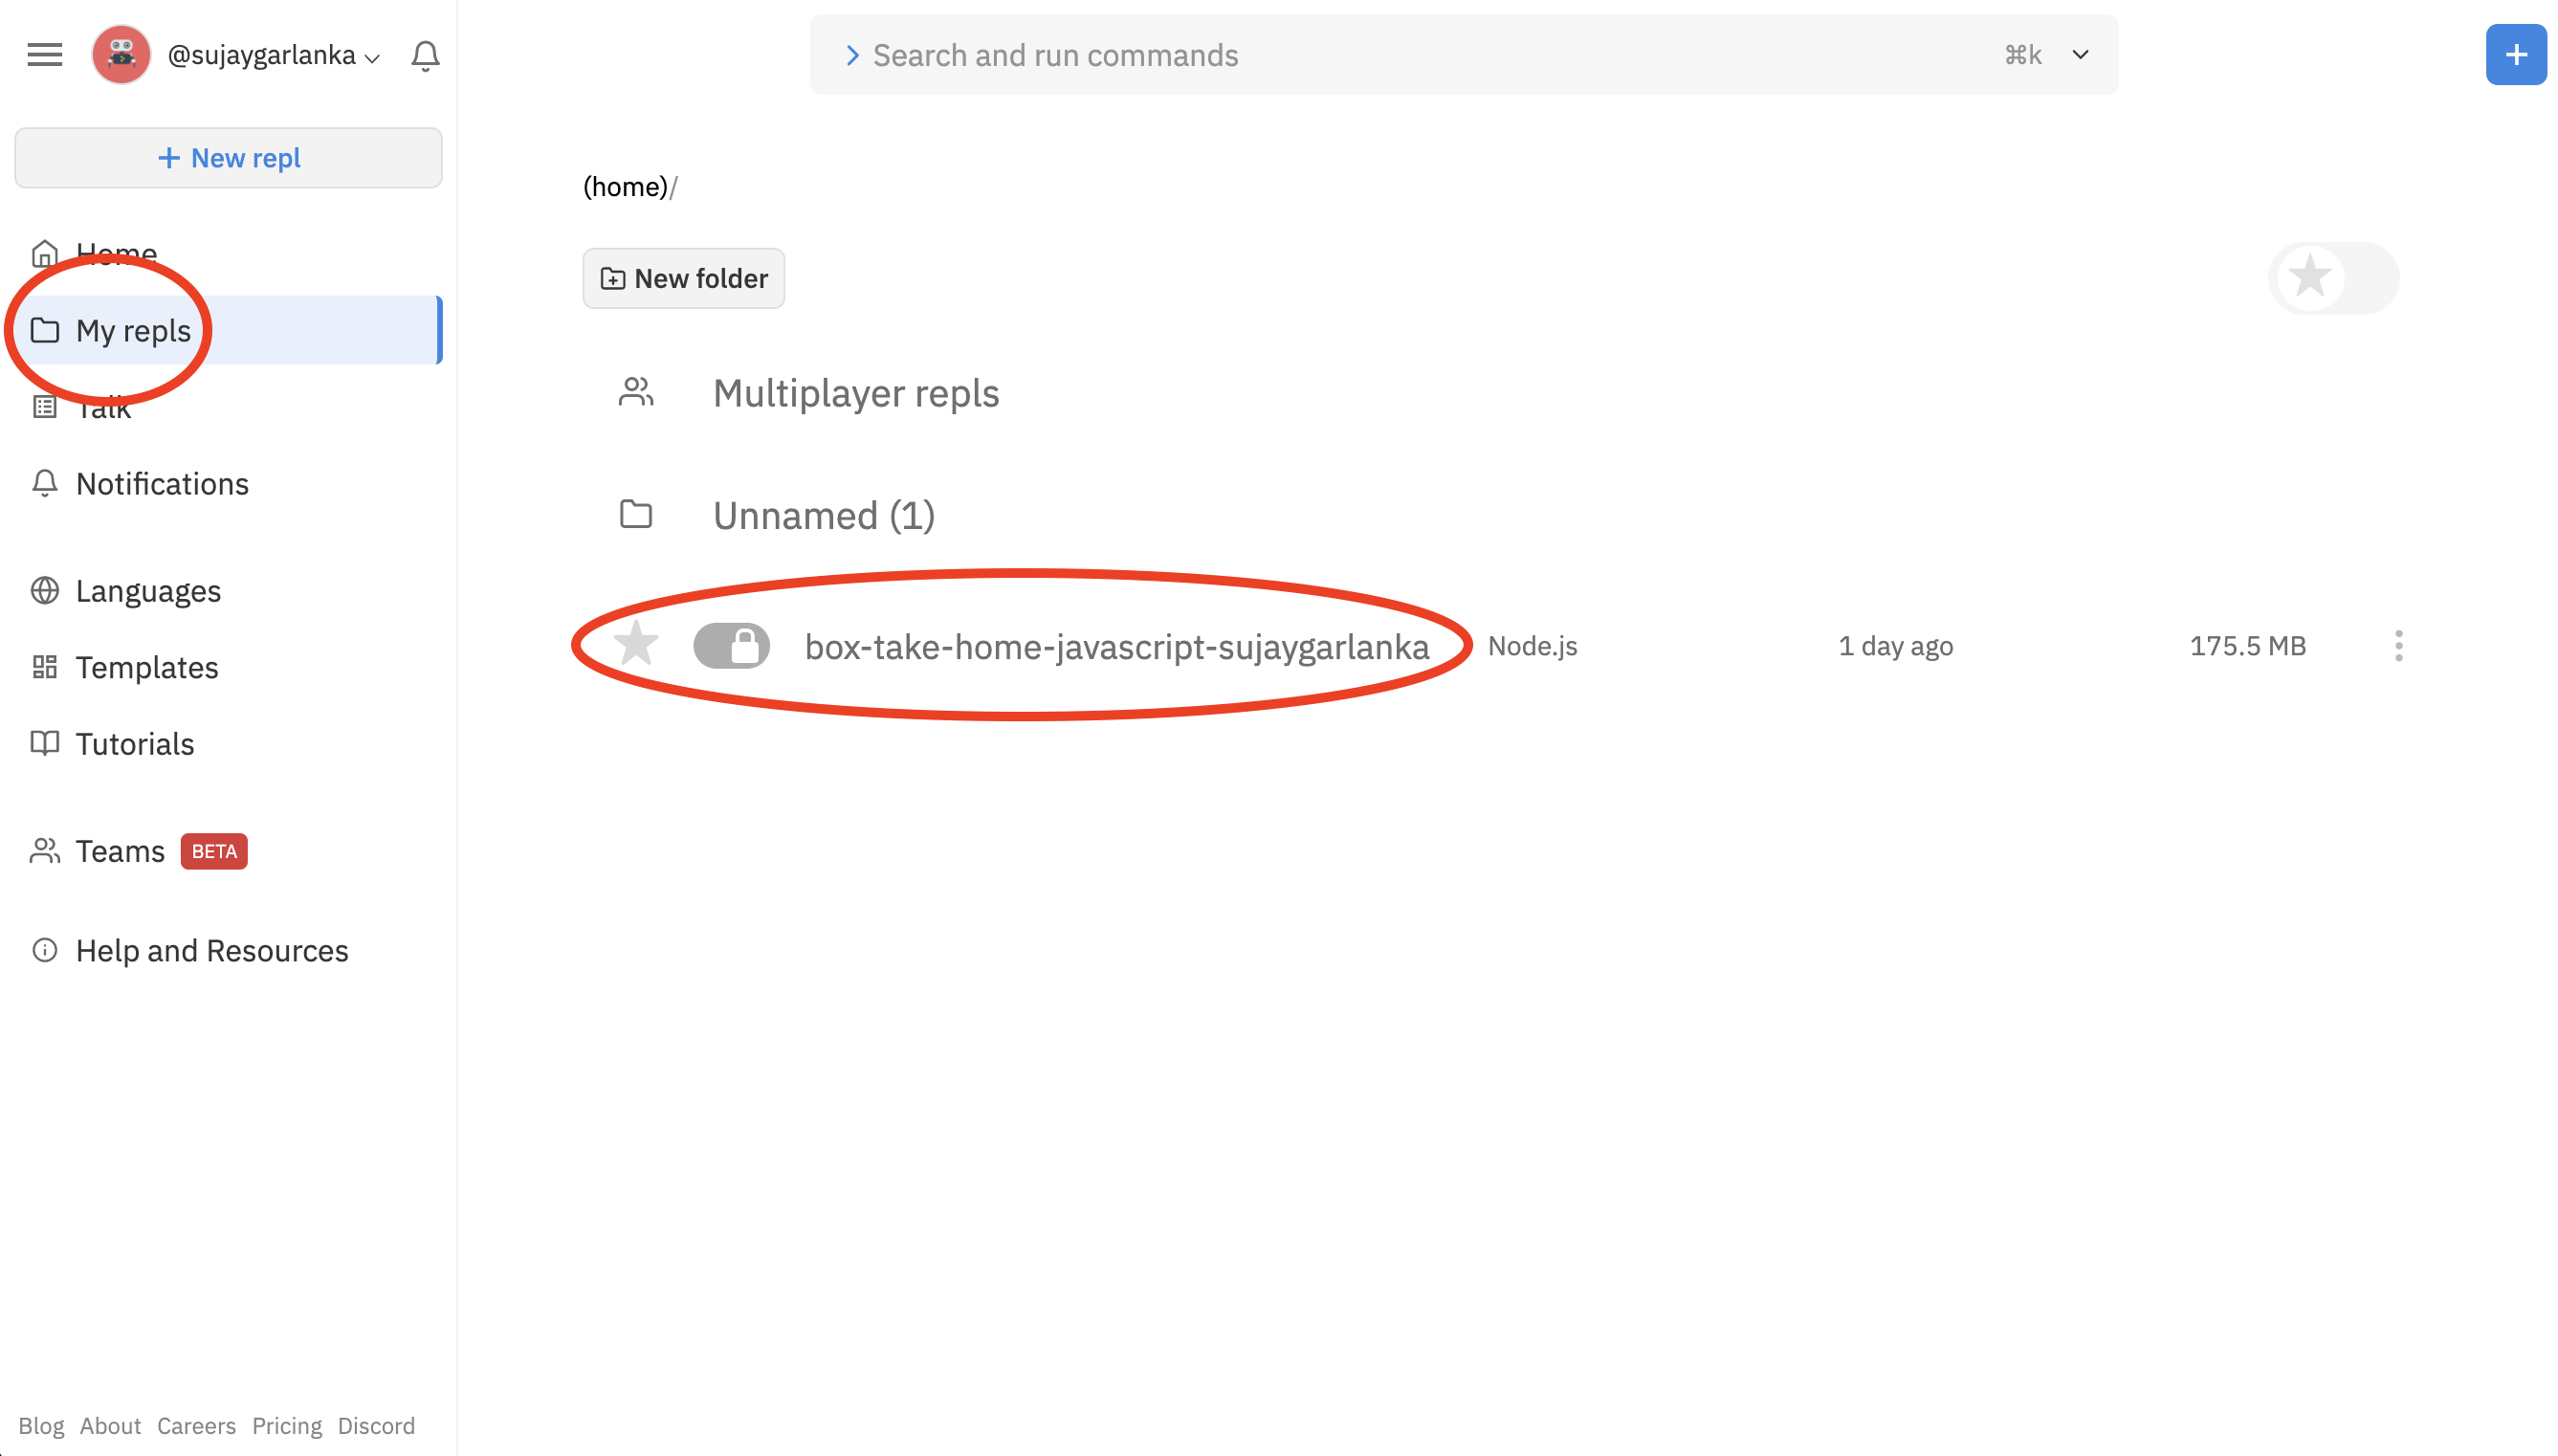 @sujaygarlanka
Search and run commands
⌘k
+ New repl
Home
My repls
Talk
Notifications
Languages
Templates
Tutorials
Teams BETA
Help and Resources
Blog About Careers Pricing Discord
(home)/
New folder
Multiplayer repls
Unnamed (1)
box-take-home-javascript-sujaygarlanka Node.js 1 day ago 175.5 MB